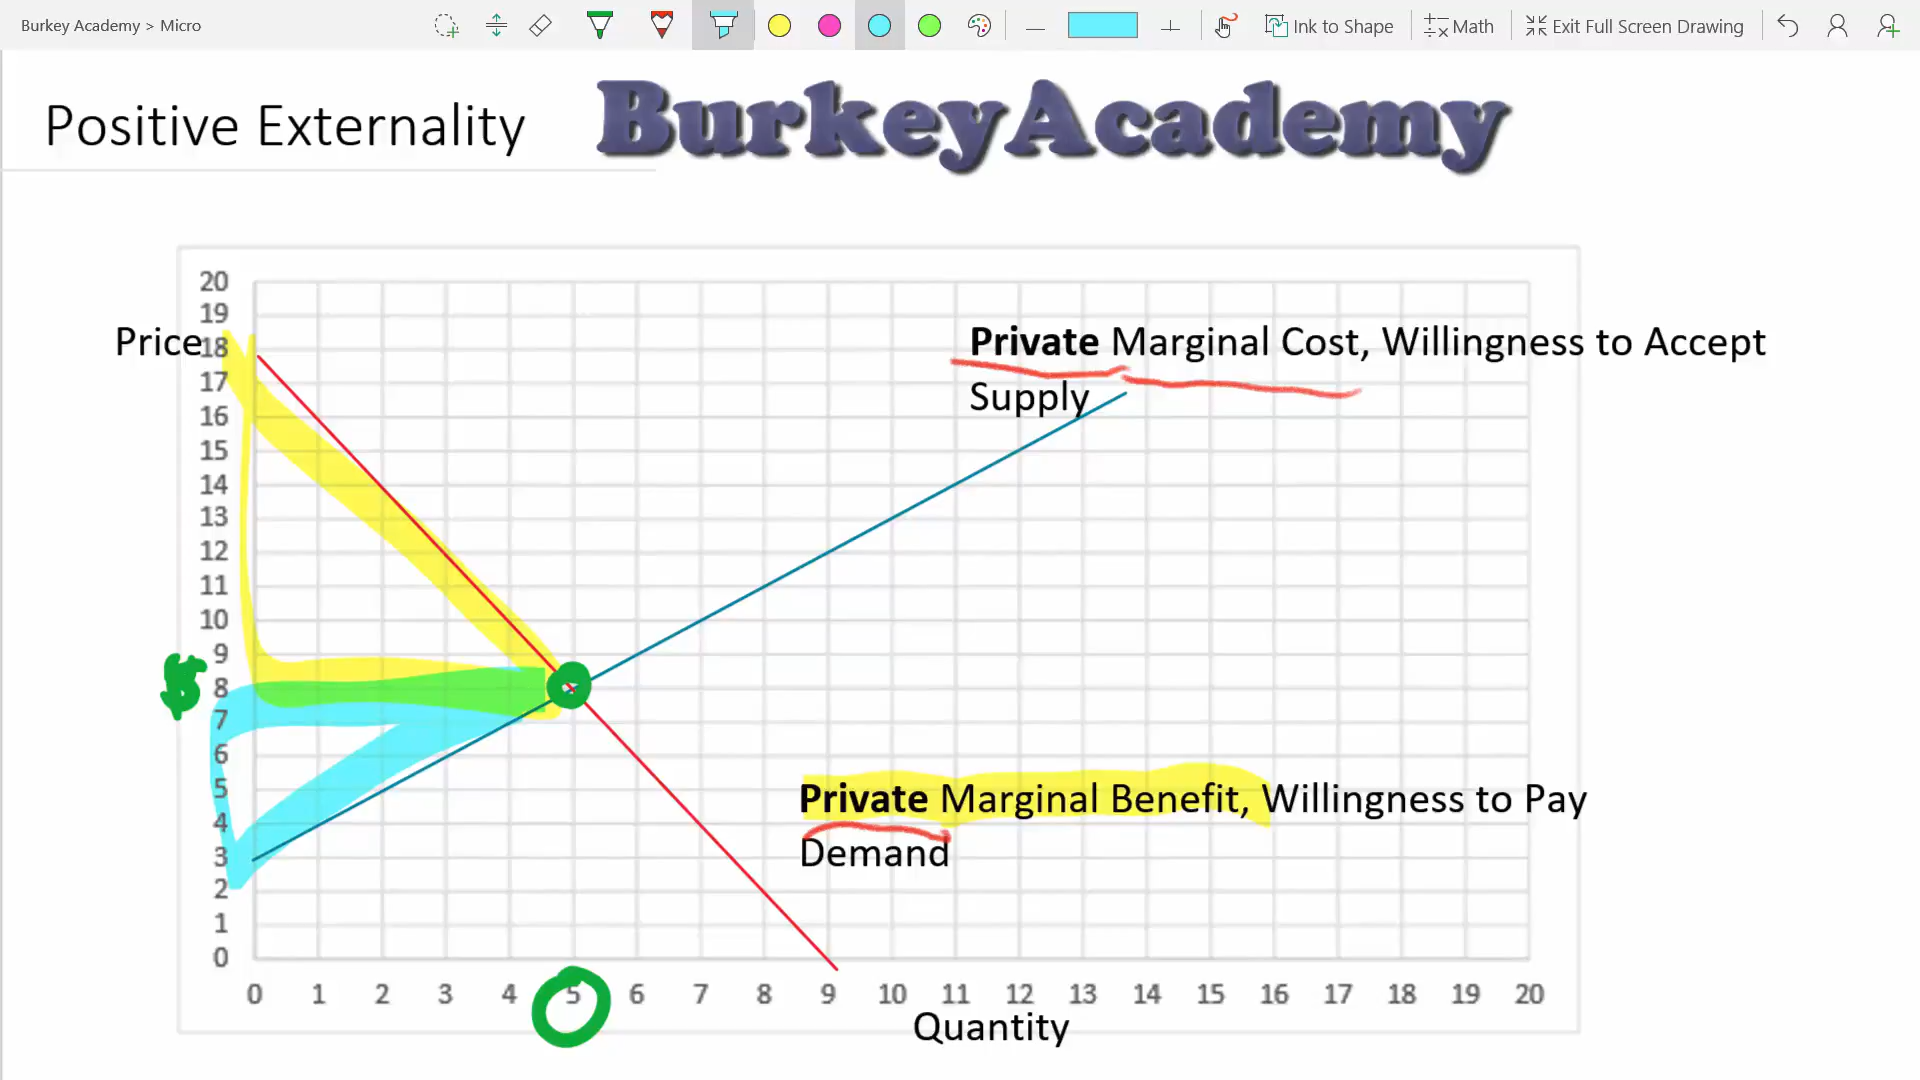 Burkey Academy > Micro
Ink to Shape
Math
Exit Full Screen Drawing
Positive Externality
BurkeyAcademy
20
19
Price
18
Private Marginal Cost, Willingness to Accept
17
Supply
16
15
14
13
12
11
10
9
$
8
7
6
5
Private Marginal Benefit, Willingness to Pay
4
Demand
3
2
1
0
0 1 2 3 4 5 6 7 8 9 10 11 12 13 14 15 16 17 18 19 20
Quantity